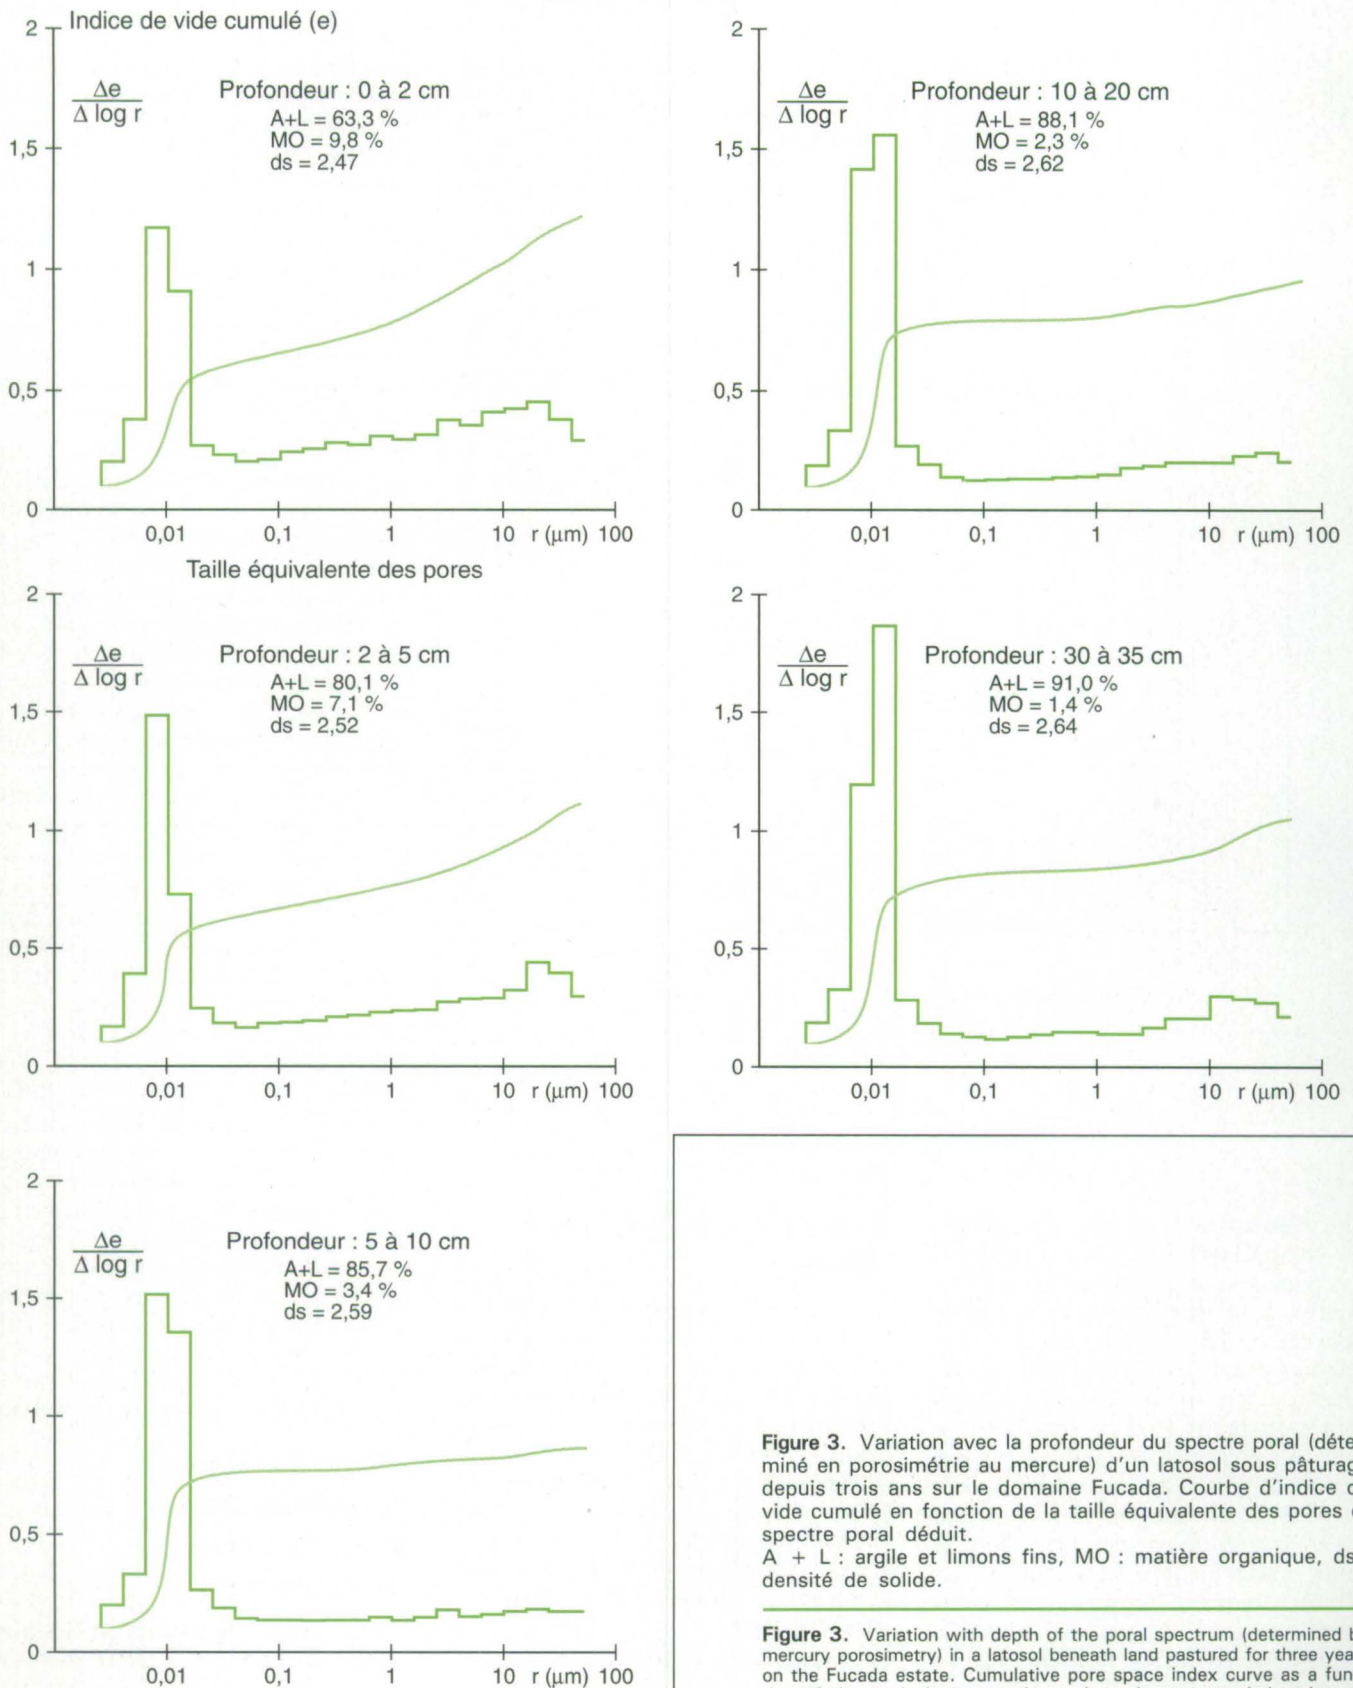 Indice de vide cumulé (e)
2
1,5
1
0,5
0
Δe
Δ log r
Profondeur : 0 à 2 cm
A+L = 63,3 %
MO = 9,8 %
ds = 2,47
0,01 0,1 1 10 r (μm) 100
Taille équivalente des pores
2
1,5
1
0,5
0
Δe
Δ log r
Profondeur : 2 à 5 cm
A+L = 80,1 %
MO = 7,1 %
ds = 2,52
0,01 0,1 1 10 r (μm) 100
2
1,5
1
0,5
0
Δe
Δ log r
Profondeur : 5 à 10 cm
A+L = 85,7 %
MO = 3,4 %
ds = 2,59
0,01 0,1 1 10 r (μm) 100
2
1,5
1
0,5
0
Δe
Δ log r
Profondeur : 10 à 20 cm
A+L = 88,1 %
MO = 2,3 %
ds = 2,62
0,01 0,1 1 10 r (μm) 100
2
1,5
1
0,5
0
Δe
Δ log r
Profondeur : 30 à 35 cm
A+L = 91,0 %
MO = 1,4 %
ds = 2,64
0,01 0,1 1 10 r (μm) 100
Figure 3. Variation avec la profondeur du spectre poral (déte
miné en porosimétrie au mercure) d'un latosol sous pâturag
depuis trois ans sur le domaine Fucada. Courbe d'indice d
vide cumulé en fonction de la taille équivalente des pores
spectre poral déduit.
A + L : argile et limons fins, MO : matière organique, ds
densité de solide.
Figure 3. Variation with depth of the poral spectrum (determined b
mercury porosimetry) in a latosol beneath land pastured for three year
on the Fucada estate. Cumulative pore space index curve as a fun